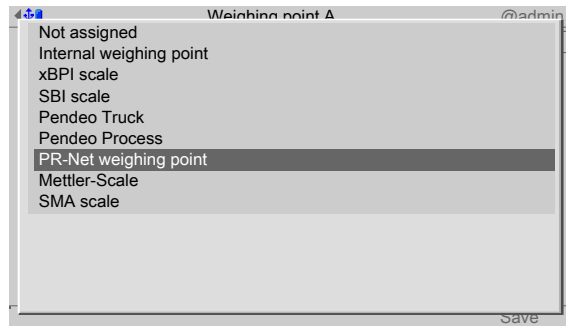 Weighing point A @admin
Not assigned
Internal weighing point
xBPI scale
SBI scale
Pendeo Truck
Pendeo Process
PR-Net weighing point
Mettler-Scale
SMA scale
Save